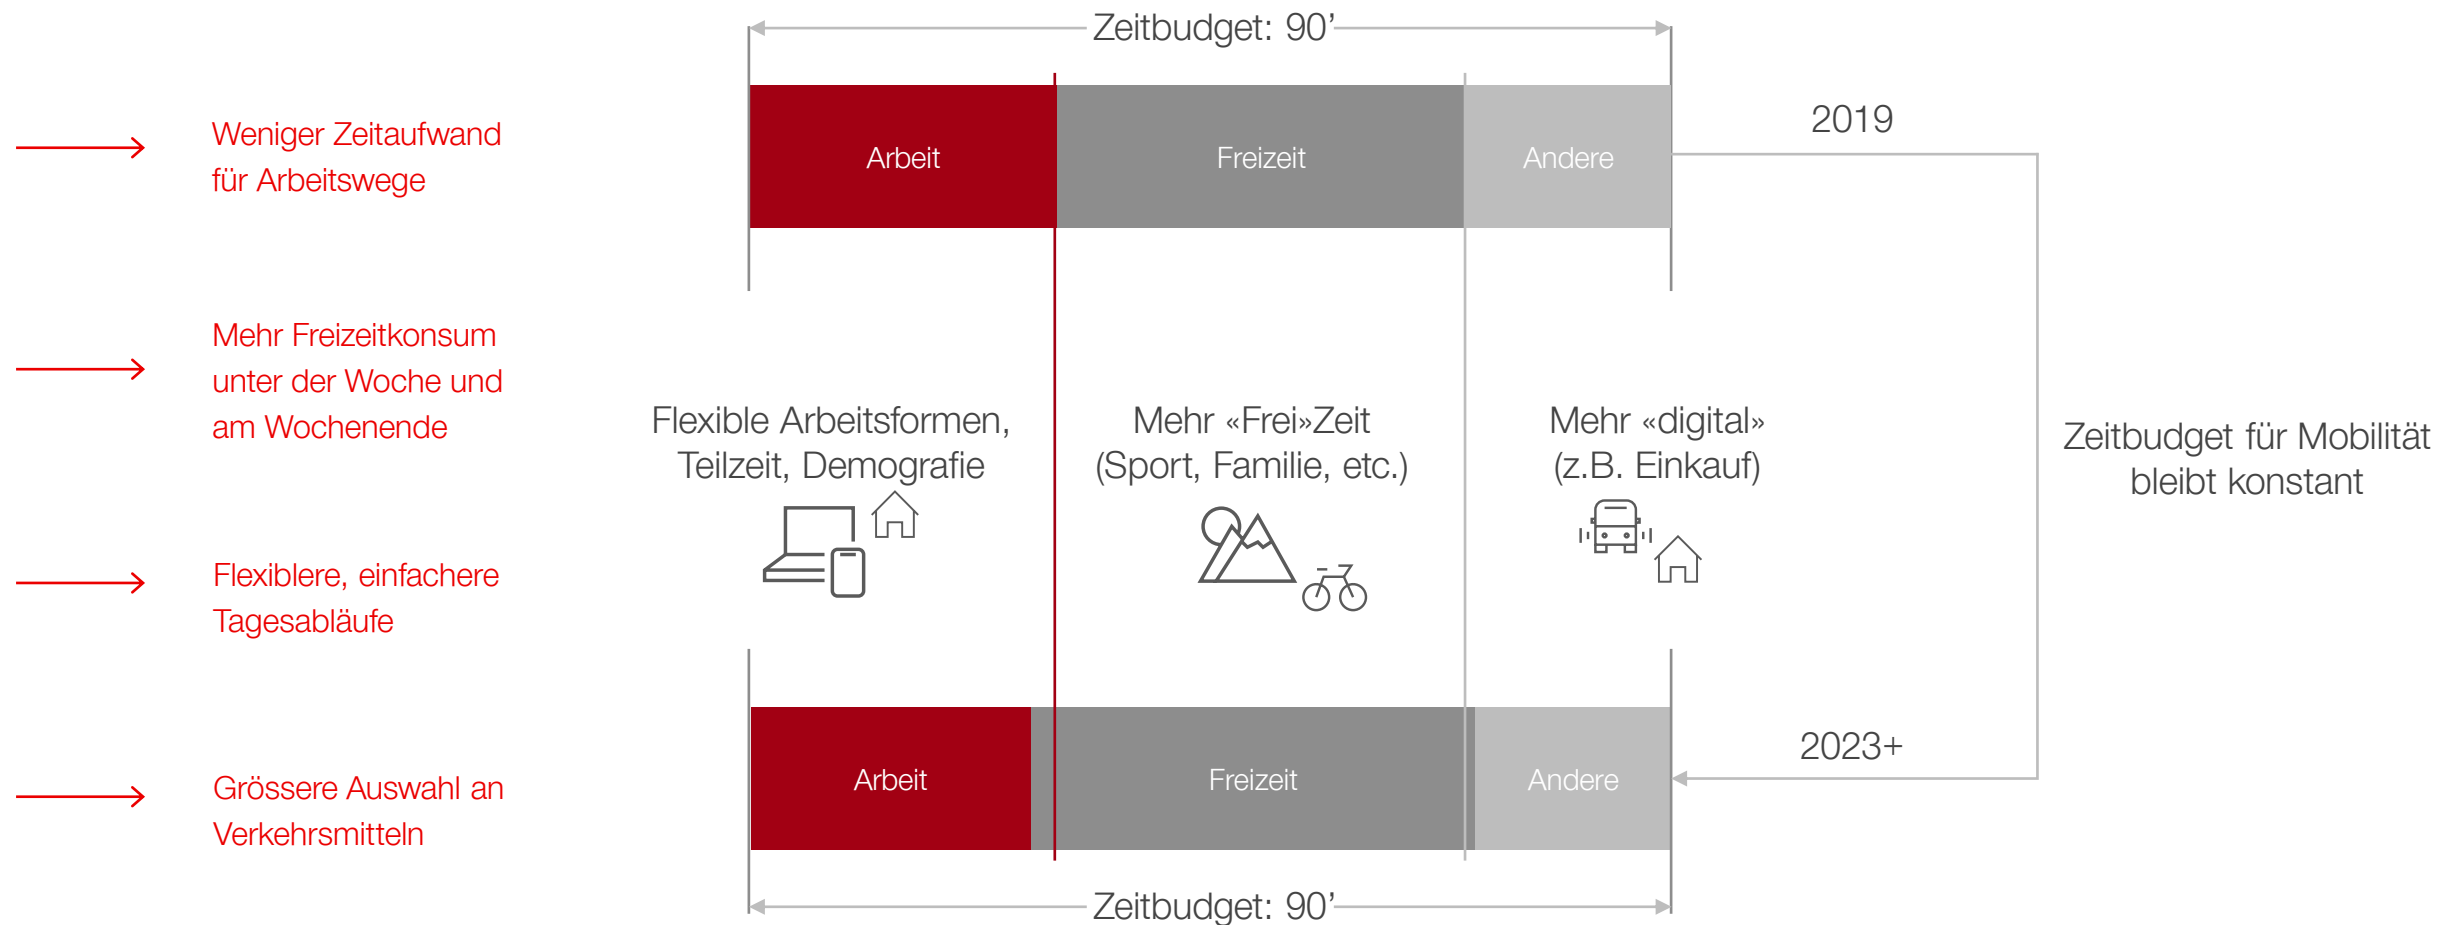 Zeitbudget: 90’
Weniger Zeitaufwand
für Arbeitswege
Arbeit
Freizeit
Andere
2019
Mehr Freizeitkonsum
unter der Woche und
am Wochenende
Flexible Arbeitsformen,
Teilzeit, Demografie
Mehr «Frei»Zeit
(Sport, Familie, etc.)
Mehr «digital»
(z.B. Einkauf)
Zeitbudget für Mobilität
bleibt konstant
Flexiblere, einfachere
Tagesabläufe
Grössere Auswahl an
Verkehrsmitteln
Arbeit
Freizeit
Andere
2023+
Zeitbudget: 90’